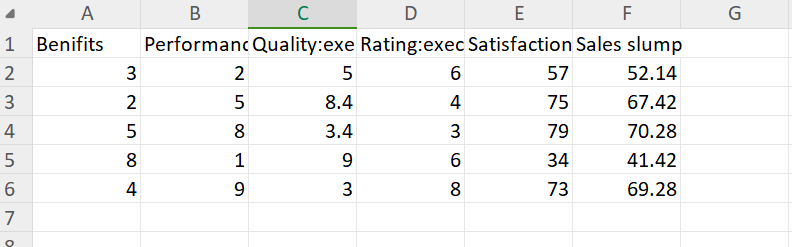 A B C D E F G
1 Benifits Performanc Quality:exe Rating:exec Satisfaction Sales slump
2 3 2 5 6 57 52.14
3 2 5 8.4 4 75 67.42
4 5 8 3.4 3 79 70.28
5 8 1 9 6 34 41.42
6 4 9 3 8 73 69.28
7
8